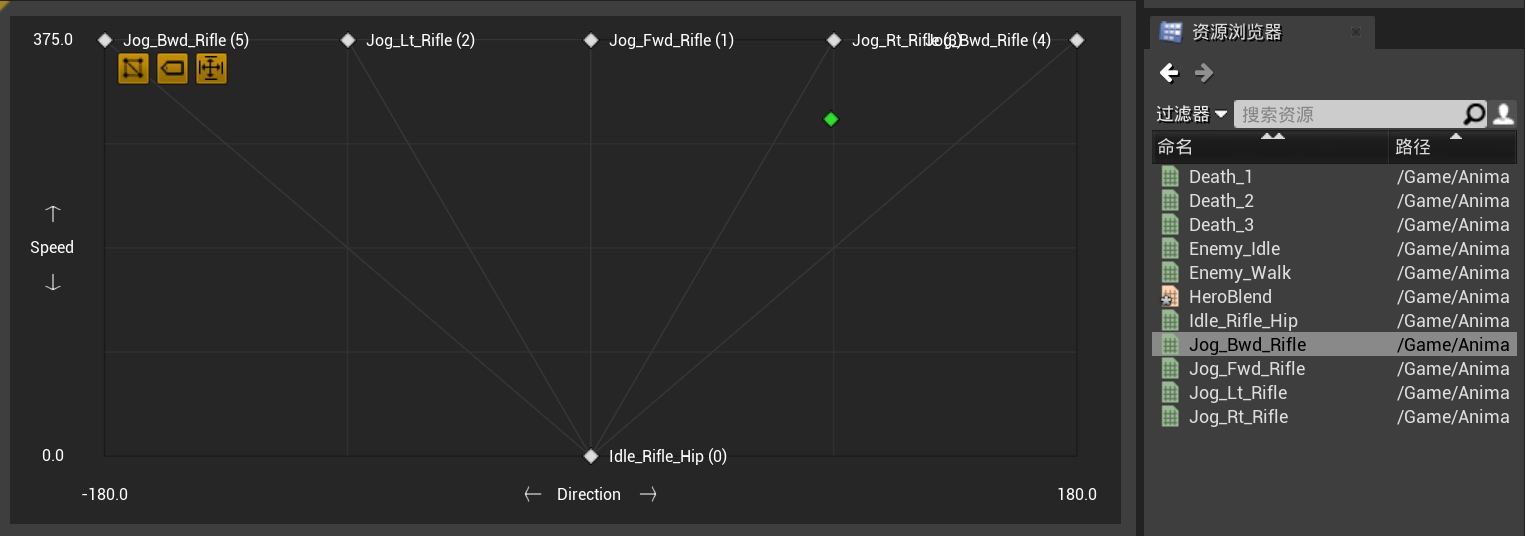 375.0
Jog_Bwd_Rifle (5)
Jog_Lt_Rifle (2)
Jog_Fwd_Rifle (1)
Jog_Rt_Rifle (3)
Jog_Bwd_Rifle (4)
Speed
0.0
Idle_Rifle_Hip (0)
-180.0
Direction
180.0
资源浏览器
过滤器
搜索资源
命名 路径
Death_1 /Game/Anima
Death_2 /Game/Anima
Death_3 /Game/Anima
Enemy_Idle /Game/Anima
Enemy_Walk /Game/Anima
HeroBlend /Game/Anima
Idle_Rifle_Hip /Game/Anima
Jog_Bwd_Rifle /Game/Anima
Jog_Fwd_Rifle /Game/Anima
Jog_Lt_Rifle /Game/Anima
Jog_Rt_Rifle /Game/Anima